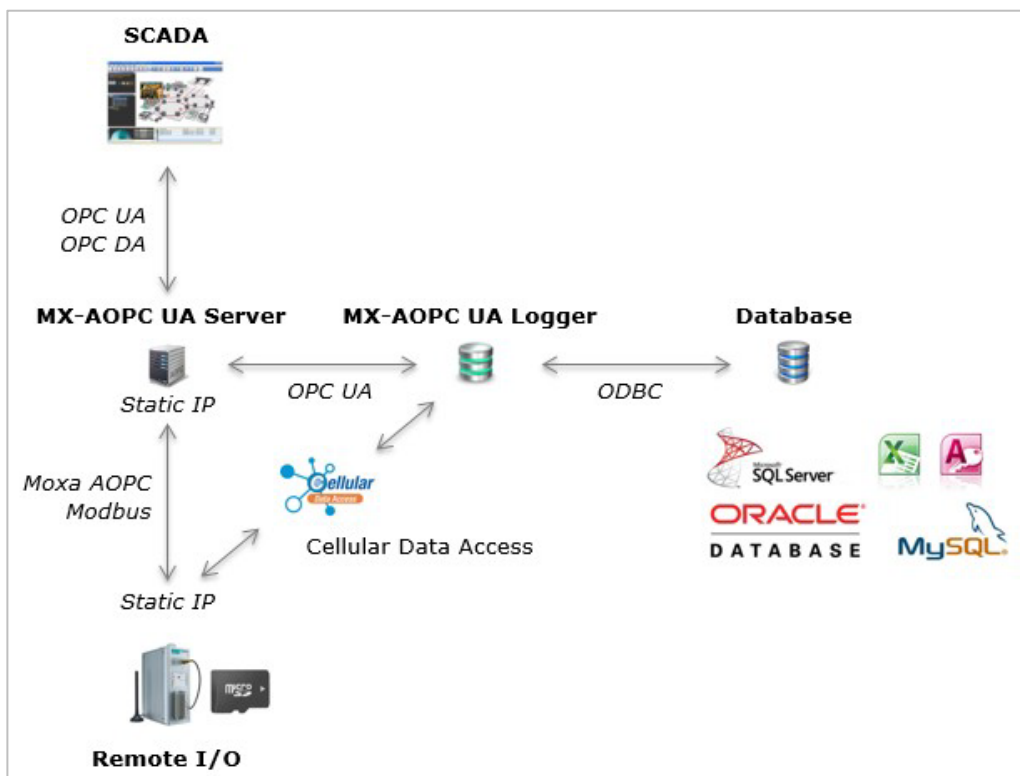 SCADA
OPC UA
OPC DA
MX-AOPC UA Server
MX-AOPC UA Logger
Database
Static IP
OPC UA
ODBC
Moxa AOPC
Modbus
Cellular
Data Access
Cellular Data Access
Microsoft
SQL Server
ORACLE
DATABASE
MySQL
Static IP
micro
SD
Remote I/O